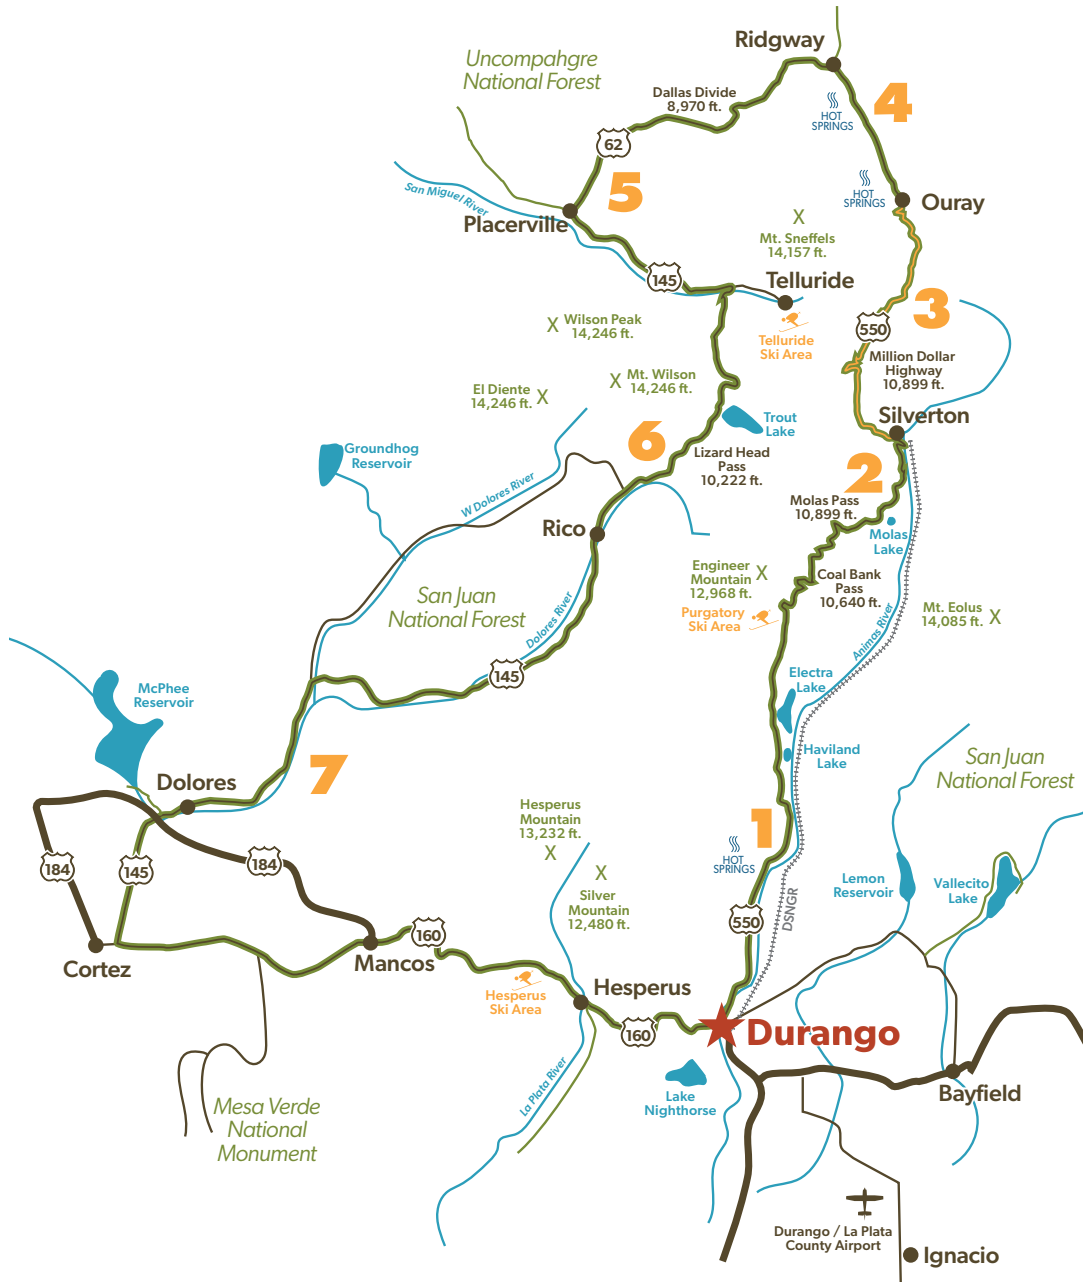 Ridgway
Uncompahgre
National Forest
Dallas Divide
8,970 ft.
4
HOT
SPRINGS
62
5
San Miguel River
HOT
SPRINGS
Ouray
Placerville
X
Mt. Sneffels
14,157 ft.
145
Telluride
3
X Wilson Peak
14,246 ft.
Telluride
Ski Area
550
Million Dollar
Highway
10,899 ft.
El Diente
14,246 ft. X
X Mt. Wilson
14,246 ft.
Trout
Lake
Silverton
Groundhog
Reservoir
6
Lizard Head
Pass
10,222 ft.
2
W Dolores River
Molas Pass
10,899 ft.
Rico
Molas
Lake
Engineer
Mountain X
12,968 ft.
Coal Bank
Pass
10,640 ft.
San Juan
National Forest
Purgatory
Ski Area
Mt. Eolus
14,085 ft. X
Dolores River
Animas River
145
McPhee
Reservoir
Electra
Lake
Haviland
Lake
San Juan
National Forest
7
Dolores
Hesperus
Mountain
13,232 ft.
X
1
HOT
SPRINGS
184
145
184
X
Silver
Mountain
12,480 ft.
Lemon
Reservoir
Vallecito
Lake
DSNGR
550
160
Cortez
Mancos
Hesperus
Ski Area
Hesperus
160
Durango
La Plata River
Lake
Nighthorse
Bayfield
Mesa Verde
National
Monument
Durango / La Plata
County Airport
Ignacio